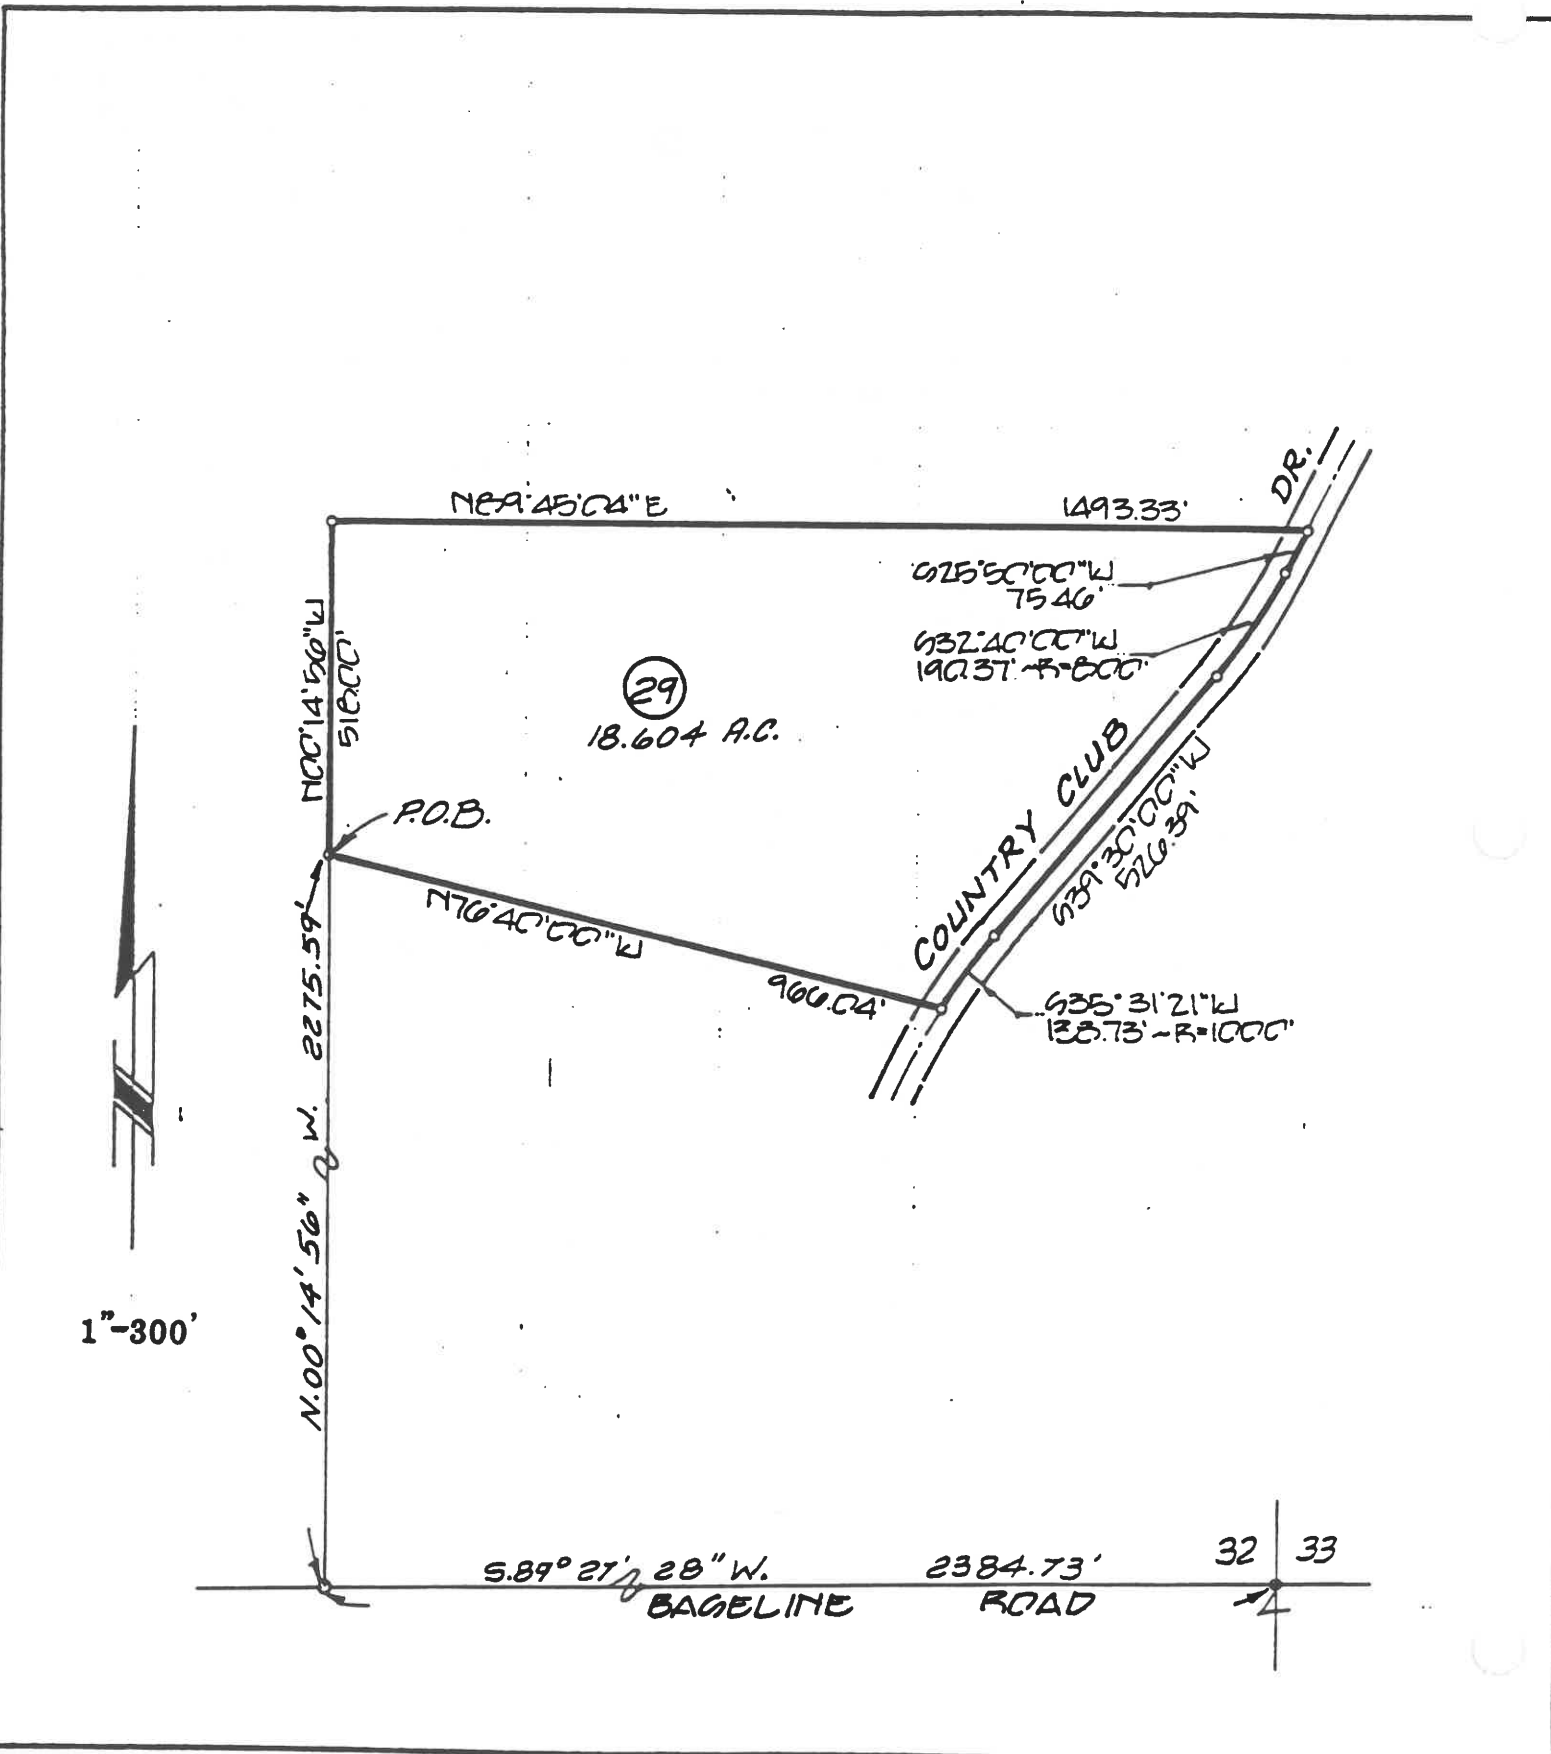 DR.
N89°45'04"E
1493.33'
S25°50'00"W
75.46'
S32°40'00"W
190.37'~R=800'
N00°14'56"W
518.00'
29
18.604 A.C.
COUNTRY CLUB
P.O.B.
S39°30'00"W
526.39'
N76°40'00"W
966.04'
S35°31'21"W
138.73'~R=1000'
N.00°14'56" W. 2275.59'
N
1"-300'
S.89°27' 28" W. 2384.73'
32 33
BASELINE ROAD